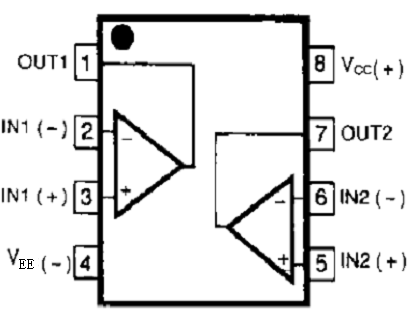 OUT1 1
IN1 (−) 2
−
IN1 (+) 3
+
VEE (−) 4
8 VCC(+)
7 OUT2
6 IN2 (−)
−
5 IN2 (+)
+